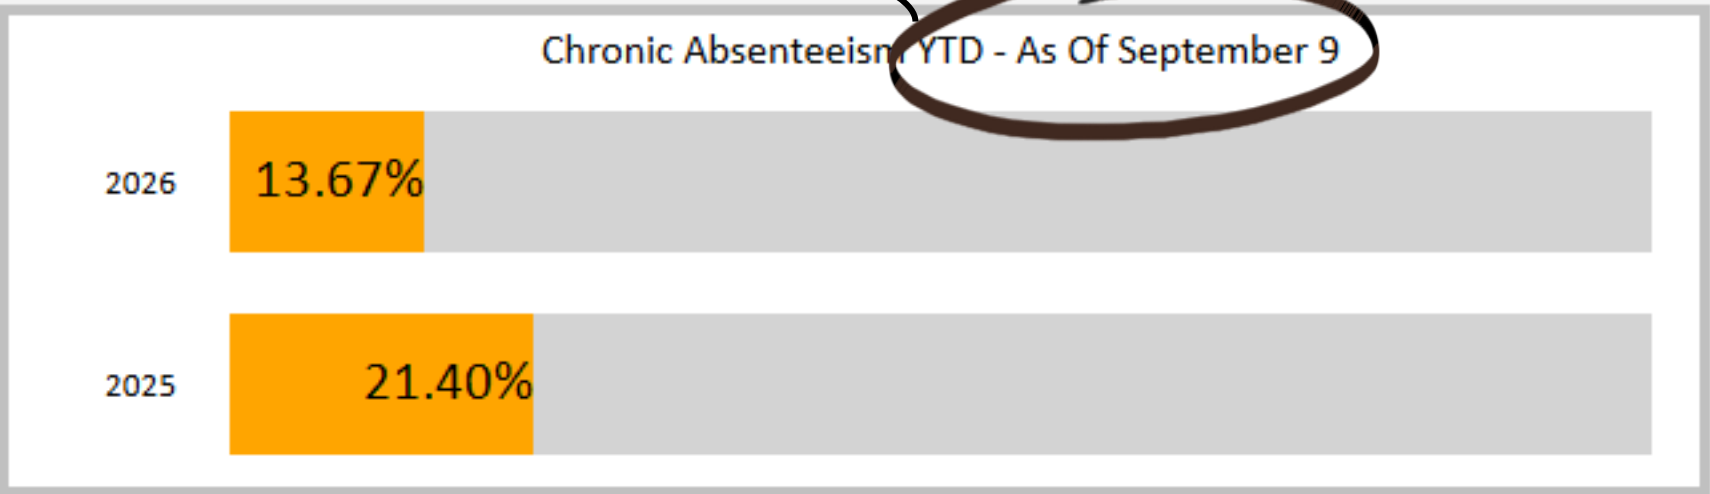 Chronic Absenteeism YTD - As Of September 9
2026 13.67%
2025 21.40%